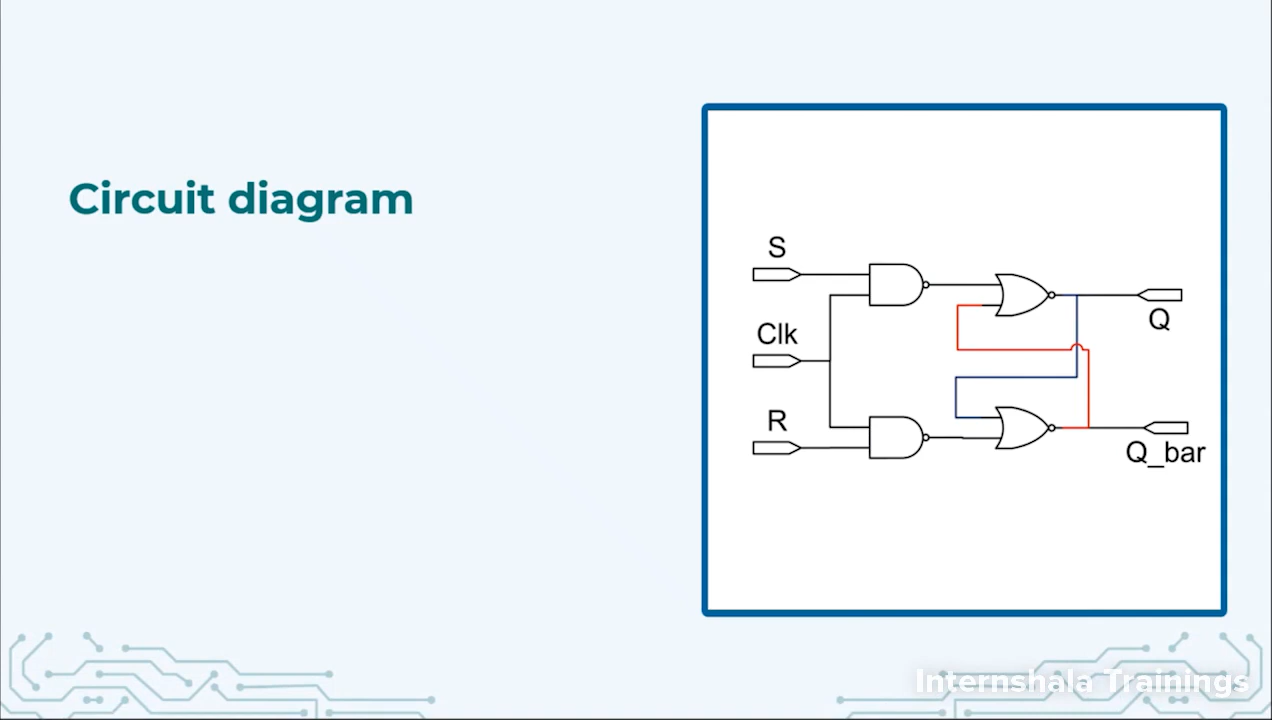 Circuit diagram
S
Clk
R
Q
Q_bar
Internshala Trainings